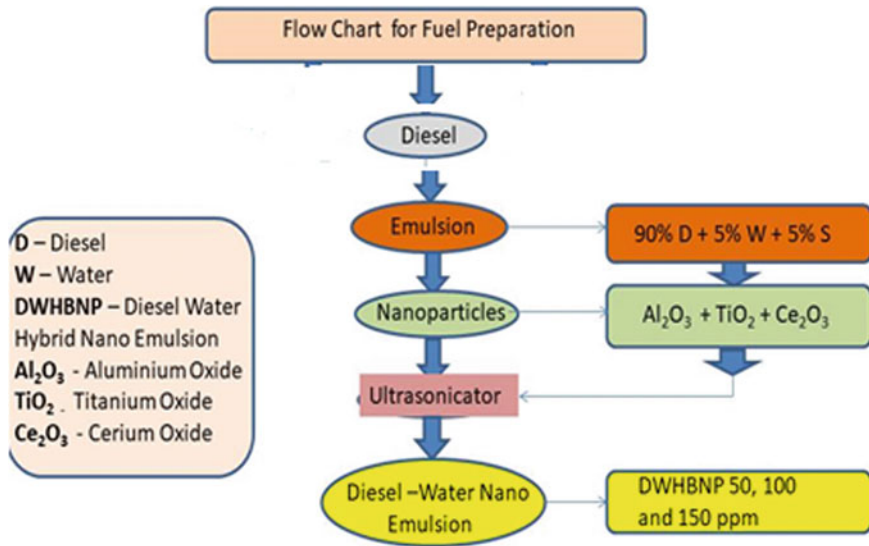 Flow Chart for Fuel Preparation
Diesel
Emulsion
90% D + 5% W + 5% S
Nanoparticles
Al₂O₃ + TiO₂ + Ce₂O₃
Ultrasonicator
Diesel –Water Nano
Emulsion
DWHBNP 50, 100
and 150 ppm
D – Diesel
W – Water
DWHBNP – Diesel Water
Hybrid Nano Emulsion
Al₂O₃ - Aluminium Oxide
TiO₂ - Titanium Oxide
Ce₂O₃ - Cerium Oxide